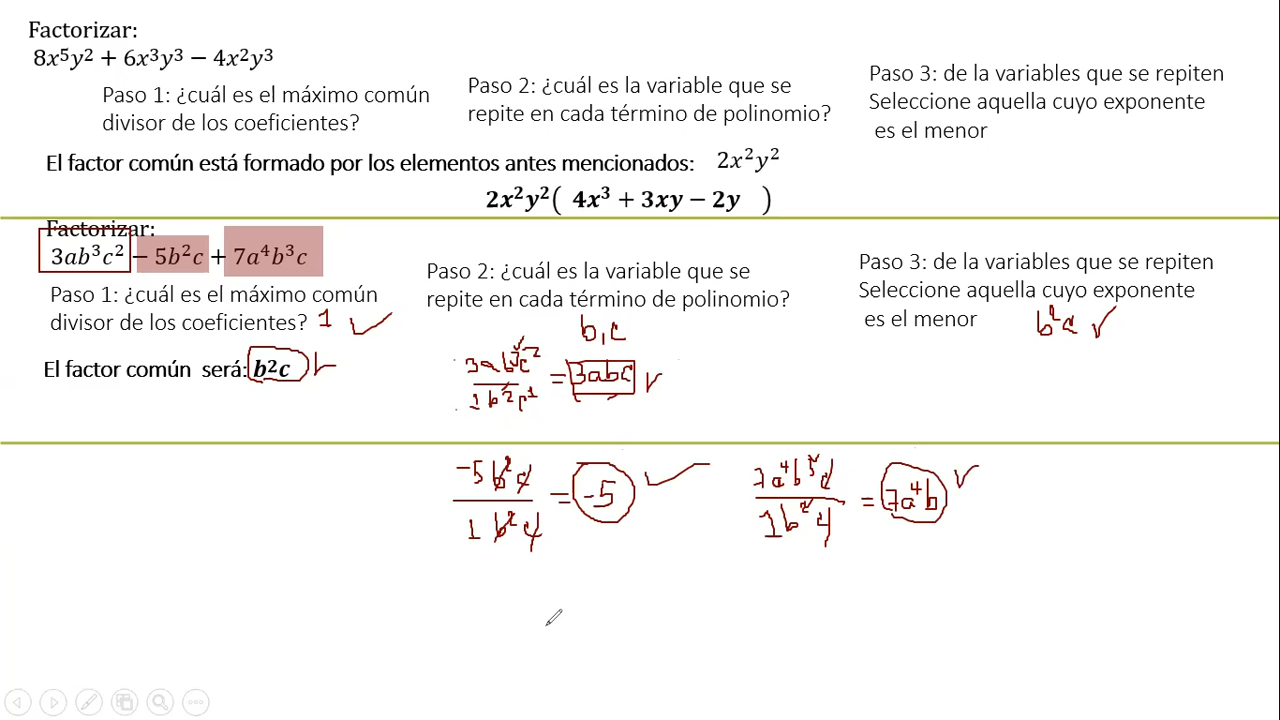 Factorizar:
8x⁵y² + 6x³y³ − 4x²y³
Paso 1: ¿cuál es el máximo común
divisor de los coeficientes?
Paso 2: ¿cuál es la variable que se
repite en cada término de polinomio?
Paso 3: de la variables que se repiten
Seleccione aquella cuyo exponente
es el menor
El factor común está formado por los elementos antes mencionados: 2x²y²
2x²y²( 4x³ + 3xy − 2y )
Factorizar:
3ab³c² − 5b²c + 7a⁴b³c
Paso 1: ¿cuál es el máximo común
divisor de los coeficientes? 1 ✓
Paso 2: ¿cuál es la variable que se
repite en cada término de polinomio?
b,c
Paso 3: de la variables que se repiten
Seleccione aquella cuyo exponente
es el menor b²c ✓
El factor común será: b²c ✓
3ab³c²
1b²c¹
= 3abc ✓
-5b²c
1b²c
= -5 ✓
7a⁴b³c
1b²c
= 7a⁴b ✓